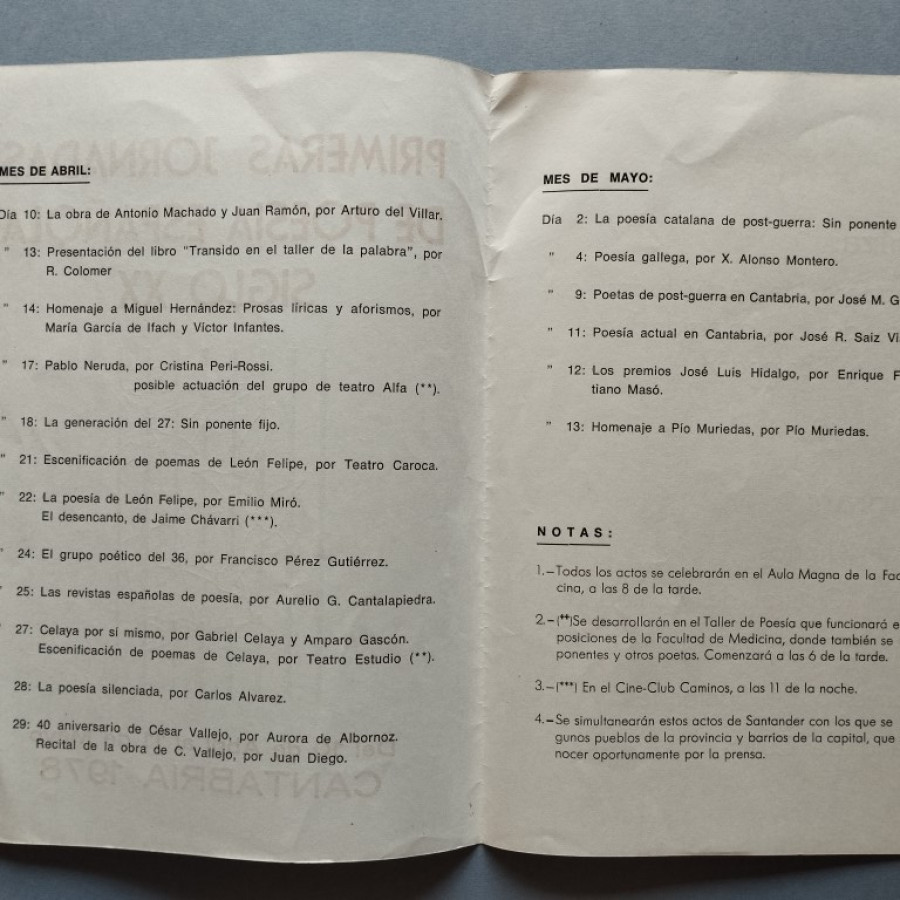 MES DE ABRIL:
Día 10: La obra de Antonio Machado y Juan Ramón, por Arturo del Villar.
" 13: Presentación del libro "Transido en el taller de la palabra", por
R. Colomer
" 14: Homenaje a Miguel Hernández: Prosas líricas y aforismos, por
María García de Ifach y Víctor Infantes.
" 17: Pablo Neruda, por Cristina Peri-Rossi.
posible actuación del grupo de teatro Alfa (**).
" 18: La generación del 27: Sin ponente fijo.
" 21: Escenificación de poemas de León Felipe, por Teatro Caroca.
" 22: La poesía de León Felipe, por Emilio Miró.
El desencanto, de Jaime Chávarri (***).
" 24: El grupo poético del 36, por Francisco Pérez Gutiérrez.
" 25: Las revistas españolas de poesía, por Aurelio G. Cantalapiedra.
" 27: Celaya por sí mismo, por Gabriel Celaya y Amparo Gascón.
Escenificación de poemas de Celaya, por Teatro Estudio (**).
28: La poesía silenciada, por Carlos Alvarez.
29: 40 aniversario de César Vallejo, por Aurora de Albornoz.
Recital de la obra de C. Vallejo, por Juan Diego.
MES DE MAYO:
Día 2: La poesía catalana de post-guerra: Sin ponente
" 4: Poesía gallega, por X. Alonso Montero.
" 9: Poetas de post-guerra en Cantabria, por José M. G
" 11: Poesía actual en Cantabria, por José R. Saiz Vi
" 12: Los premios José Luis Hidalgo, por Enrique F
tiano Masó.
" 13: Homenaje a Pío Muriedas, por Pío Muriedas.
NOTAS:
1.—Todos los actos se celebrarán en el Aula Magna de la Fac
cina, a las 8 de la tarde.
2.—(**)Se desarrollarán en el Taller de Poesía que funcionará e
posiciones de la Facultad de Medicina, donde también se
ponentes y otros poetas. Comenzará a las 6 de la tarde.
3.—(***) En el Cine-Club Caminos, a las 11 de la noche.
4.—Se simultanearán estos actos de Santander con los que se
gunos pueblos de la provincia y barrios de la capital, que
nocer oportunamente por la prensa.